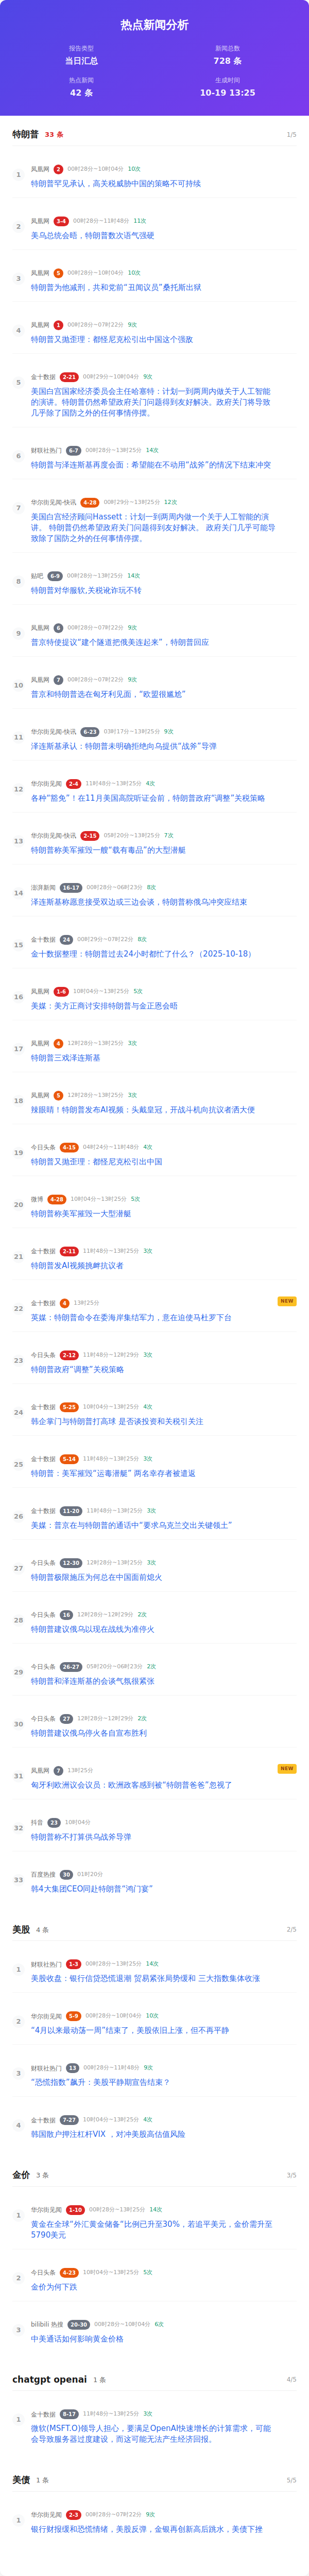 热点新闻分析
报告类型
当日汇总
新闻总数
728 条
热点新闻
42 条
生成时间
10-19 13:25
特朗普 33 条 1/5
1
凤凰网 2 00时28分~10时04分 10次
特朗普罕见承认，高关税威胁中国的策略不可持续
2
凤凰网 3-4 00时28分~11时48分 11次
美乌总统会晤，特朗普数次语气强硬
3
凤凰网 5 00时28分~10时04分 10次
特朗普为他减刑，共和党前“丑闻议员”桑托斯出狱
4
凤凰网 1 00时28分~07时22分 9次
特朗普又抛歪理：都怪尼克松引出中国这个强敌
5
金十数据 2-21 00时29分~10时04分 9次
美国白宫国家经济委员会主任哈塞特：计划一到两周内做关于人工智能
的演讲。特朗普仍然希望政府关门问题得到友好解决。政府关门将导致
几乎除了国防之外的任何事情停摆。
6
财联社热门 6-7 00时28分~13时25分 14次
特朗普与泽连斯基再度会面：希望能在不动用“战斧”的情况下结束冲突
7
华尔街见闻-快讯 4-28 00时29分~13时25分 12次
美国白宫经济顾问Hassett：计划一到两周内做一个关于人工智能的演
讲。 特朗普仍然希望政府关门问题得到友好解决。 政府关门几乎可能导
致除了国防之外的任何事情停摆。
8
贴吧 6-9 00时28分~13时25分 14次
特朗普对华服软,关税讹诈玩不转
9
凤凰网 6 00时28分~07时22分 9次
普京特使提议“建个隧道把俄美连起来”，特朗普回应
10
凤凰网 7 00时28分~07时22分 9次
普京和特朗普选在匈牙利见面，“欧盟很尴尬”
11
华尔街见闻-快讯 6-23 03时17分~13时25分 9次
泽连斯基承认：特朗普未明确拒绝向乌提供“战斧”导弹
12
华尔街见闻 2-4 11时48分~13时25分 4次
各种“豁免”！在11月美国高院听证会前，特朗普政府“调整”关税策略
13
华尔街见闻-快讯 2-15 05时20分~13时25分 7次
特朗普称美军摧毁一艘“载有毒品”的大型潜艇
14
澎湃新闻 16-17 00时28分~06时23分 8次
泽连斯基称愿意接受双边或三边会谈，特朗普称俄乌冲突应结束
15
金十数据 24 00时29分~07时22分 8次
金十数据整理：特朗普过去24小时都忙了什么？（2025-10-18）
16
凤凰网 1-6 10时04分~13时25分 5次
美媒：美方正商讨安排特朗普与金正恩会晤
17
凤凰网 4 12时28分~13时25分 3次
特朗普三戏泽连斯基
18
凤凰网 5 12时28分~13时25分 3次
辣眼睛！特朗普发布AI视频：头戴皇冠，开战斗机向抗议者洒大便
19
今日头条 4-15 04时24分~11时48分 4次
特朗普又抛歪理：都怪尼克松引出中国
20
微博 4-28 10时04分~13时25分 5次
特朗普称美军摧毁一大型潜艇
21
金十数据 2-11 11时48分~13时25分 3次
特朗普发AI视频挑衅抗议者
22
金十数据 4 13时25分 NEW
英媒：特朗普命令在委海岸集结军力，意在迫使马杜罗下台
23
今日头条 2-12 11时48分~12时29分 3次
特朗普政府“调整”关税策略
24
金十数据 5-25 10时04分~13时25分 4次
韩企掌门与特朗普打高球 是否谈投资和关税引关注
25
金十数据 5-14 11时48分~13时25分 3次
特朗普：美军摧毁“运毒潜艇” 两名幸存者被遣返
26
金十数据 11-20 11时48分~13时25分 3次
美媒：普京在与特朗普的通话中“要求乌克兰交出关键领土”
27
今日头条 12-30 12时28分~13时25分 3次
特朗普极限施压为何总在中国面前熄火
28
今日头条 16 12时28分~12时29分 2次
特朗普建议俄乌以现在战线为准停火
29
今日头条 26-27 05时20分~06时23分 2次
特朗普和泽连斯基的会谈气氛很紧张
30
今日头条 27 12时28分~12时29分 2次
特朗普建议俄乌停火各自宣布胜利
31
凤凰网 7 13时25分 NEW
匈牙利欧洲议会议员：欧洲政客感到被“特朗普爸爸”忽视了
32
抖音 23 10时04分
特朗普称不打算供乌战斧导弹
33
百度热搜 30 01时20分
韩4大集团CEO同赴特朗普“鸿门宴”
美股 4 条 2/5
1
财联社热门 1-3 00时28分~13时25分 14次
美股收盘：银行信贷恐慌退潮 贸易紧张局势缓和 三大指数集体收涨
2
华尔街见闻 5-9 00时28分~10时04分 10次
“4月以来最动荡一周”结束了，美股依旧上涨，但不再平静
3
财联社热门 13 00时28分~11时48分 9次
“恐慌指数”飙升：美股平静期宣告结束？
4
金十数据 7-27 10时04分~13时25分 4次
韩国散户押注杠杆VIX ，对冲美股高估值风险
金价 3 条 3/5
1
华尔街见闻 1-10 00时28分~13时25分 14次
黄金在全球“外汇黄金储备”比例已升至30%，若追平美元，金价需升至
5790美元
2
今日头条 4-23 10时04分~13时25分 5次
金价为何下跌
3
bilibili 热搜 20-30 00时28分~10时04分 6次
中美通话如何影响黄金价格
chatgpt openai 1 条 4/5
1
金十数据 8-17 11时48分~13时25分 3次
微软(MSFT.O)领导人担心，要满足OpenAI快速增长的计算需求，可能
会导致服务器过度建设，而这可能无法产生经济回报。
美债 1 条 5/5
1
华尔街见闻 2-3 00时28分~07时22分 9次
银行财报缓和恐慌情绪，美股反弹，金银再创新高后跳水，美债下挫